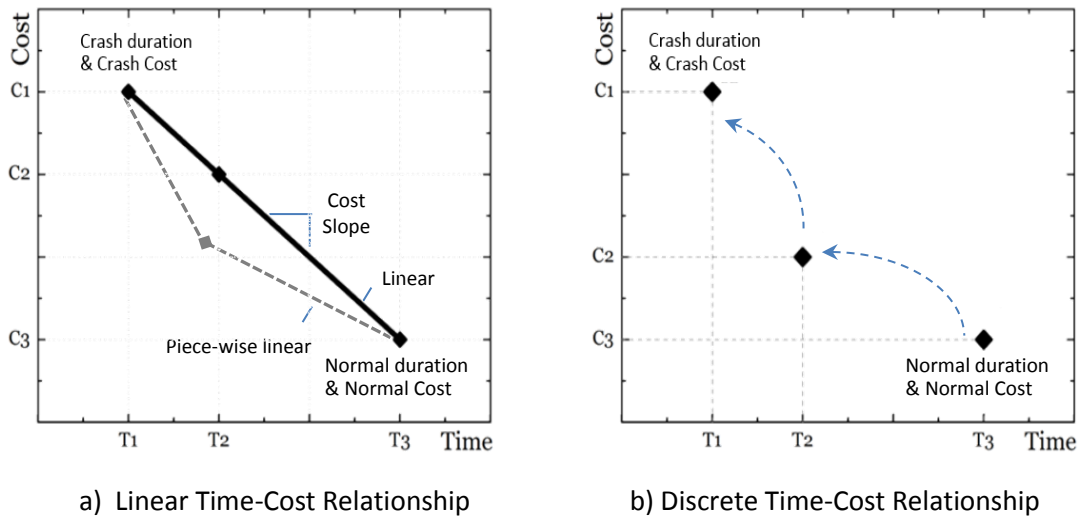 Cost
Crash duration
& Crash Cost
C1
C2
Cost
Slope
Linear
C3
Piece-wise linear
Normal duration
& Normal Cost
T1
T2
T3
Time
a) Linear Time-Cost Relationship
Cost
Crash duration
& Crash Cost
C1
C2
C3
Normal duration
& Normal Cost
T1
T2
T3
Time
b) Discrete Time-Cost Relationship